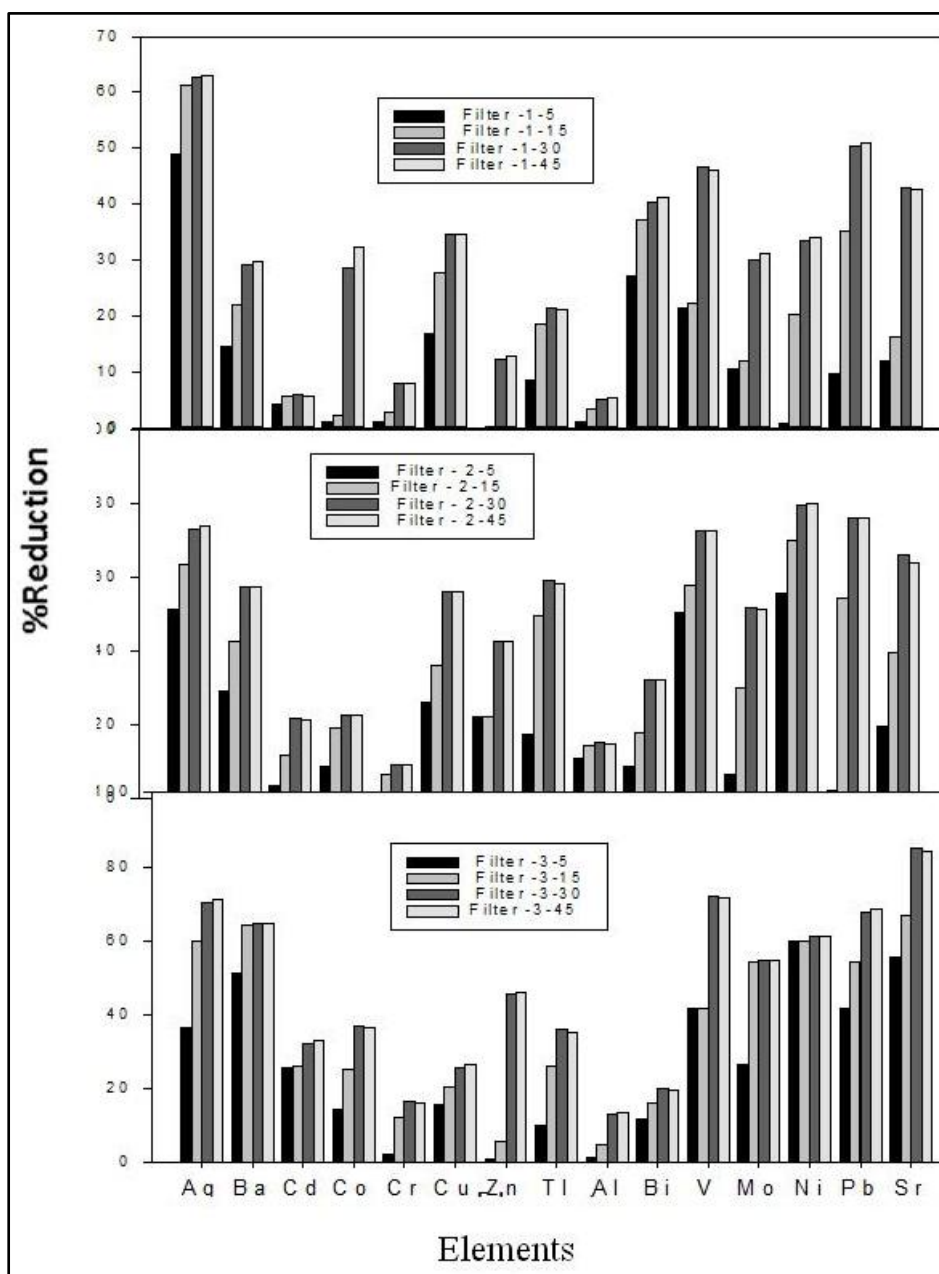 70
60
50
40
30
20
10
Filter -1-5
Filter -1-15
Filter -1-30
Filter -1-45
%Reduction
40
20
Filter - 2-5
Filter - 2-15
Filter - 2-30
Filter - 2-45
80
60
40
20
0
Filter -3-5
Filter -3-15
Filter -3-30
Filter -3-45
Ag Ba Cd Co Cr Cu Zn Tl Al Bi V Mo Ni Pb Sr
Elements